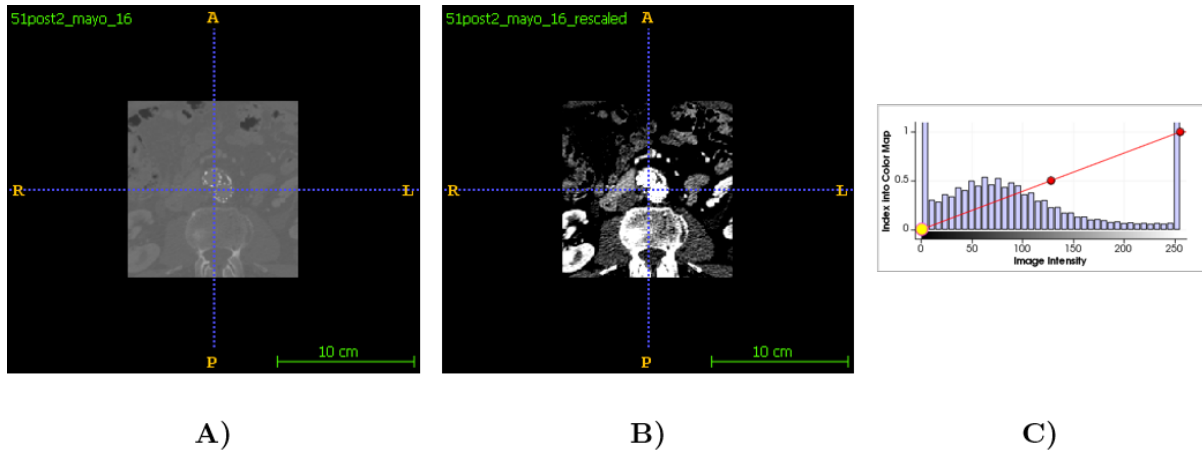 51post2_mayo_16
A
R
L
P
10 cm
51post2_mayo_16_rescaled
A
L
P
10 cm
Index into Color Map
1
0.5
0
0 50 100 150 200 250
Image Intensity
A) B) C)